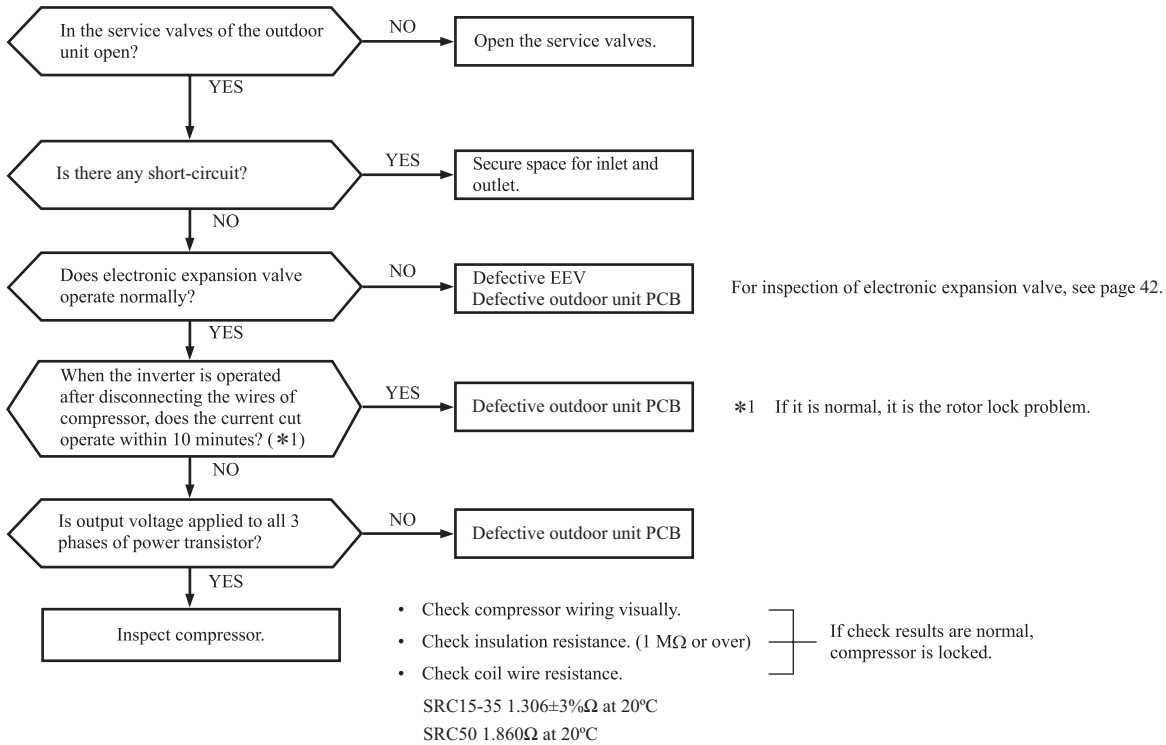 In the service valves of the outdoor
unit open?
NO
Open the service valves.
YES
Is there any short-circuit?
YES
Secure space for inlet and
outlet.
NO
Does electronic expansion valve
operate normally?
NO
Defective EEV
Defective outdoor unit PCB
For inspection of electronic expansion valve, see page 42.
YES
When the inverter is operated
after disconnecting the wires of
compressor, does the current cut
operate within 10 minutes? (∗1)
YES
Defective outdoor unit PCB
∗1 If it is normal, it is the rotor lock problem.
NO
Is output voltage applied to all 3
phases of power transistor?
NO
Defective outdoor unit PCB
YES
Inspect compressor.
• Check compressor wiring visually.
• Check insulation resistance. (1 MΩ or over)
• Check coil wire resistance.
SRC15-35 1.306±3%Ω at 20ºC
SRC50 1.860Ω at 20ºC
If check results are normal,
compressor is locked.